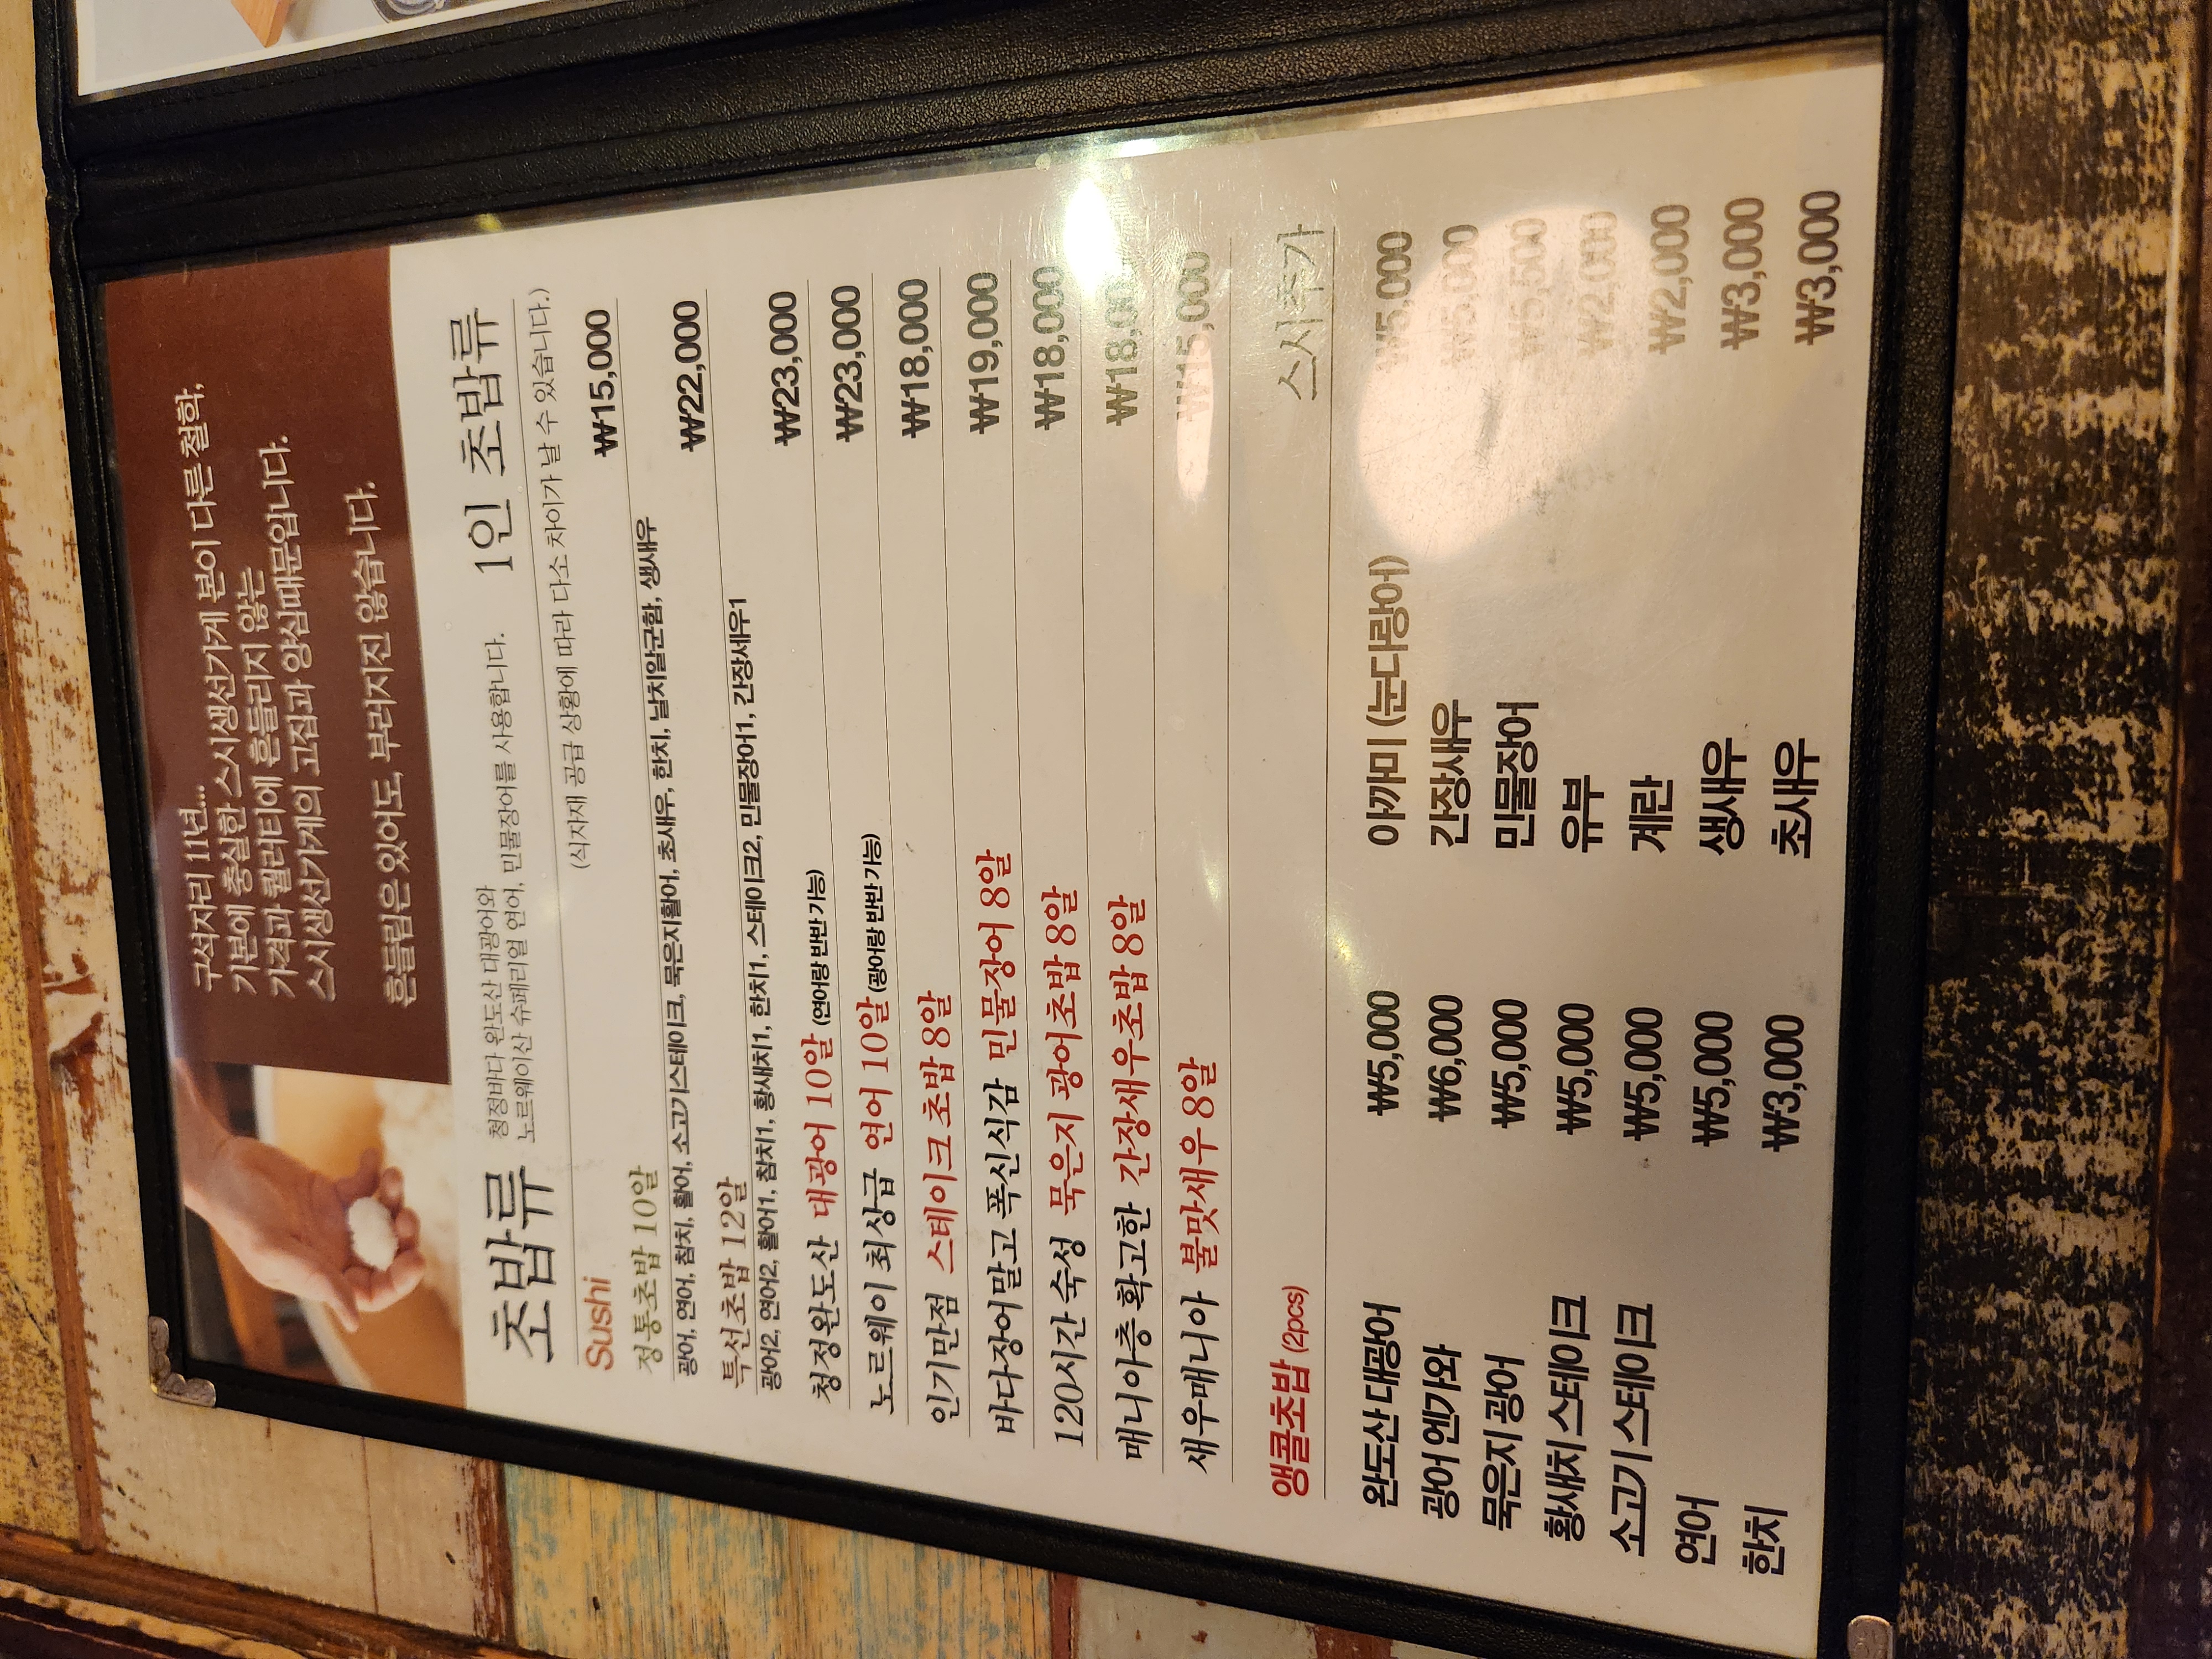 구석자리 11년...
기본에 충실한 스시생선가게 본이 다른 철학,
가격과 퀄리티에 흔들리지 않는
스시생선가게의 고집과 양심때문입니다.
흔들림은 있어도, 부러지진 않습니다.
초밥류
청정바다 완도산 대광어와
노르웨이산 슈페리얼 연어, 민물장어를 사용합니다.
1인 초밥류
(식자재 공급 상황에 따라 다소 차이가 날 수 있습니다.)
Sushi
정통초밥 10알 ₩15,000
광어, 연어, 참치, 활어, 소고기스테이크, 묵은지활어, 초새우, 한치, 날치알군함, 생새우
특선초밥 12알 ₩22,000
광어2, 연어2, 활어1, 참치1, 황새치1, 한치1, 스테이크2, 민물장어1, 간장새우1
청정완도산 대광어 10알 (연어랑 반반 가능) ₩23,000
노르웨이 최상급 연어 10알 (광어랑 반반 가능) ₩23,000
인기만점 스테이크 초밥 8알 ₩18,000
바다장어말고 폭신식감 민물장어 8알 ₩19,000
120시간 숙성 묵은지 광어초밥 8알 ₩18,000
매니아층 확고한 간장새우초밥 8알 ₩18,000
새우매니아 불맛새우 8알 ₩15,000
앵콜초밥 (2pcs) 스시추가
완도산 대광어 ₩5,000 아까미 (눈다랑어) ₩5,000
광어 엔가와 ₩6,000 간장새우 ₩5,000
묵은지 광어 ₩5,000 민물장어
황새치 스테이크 ₩5,000 유부 ₩2,000
소고기 스테이크 ₩5,000 계란 ₩2,000
연어 ₩5,000 생새우 ₩3,000
한치 ₩3,000 초새우 ₩3,000